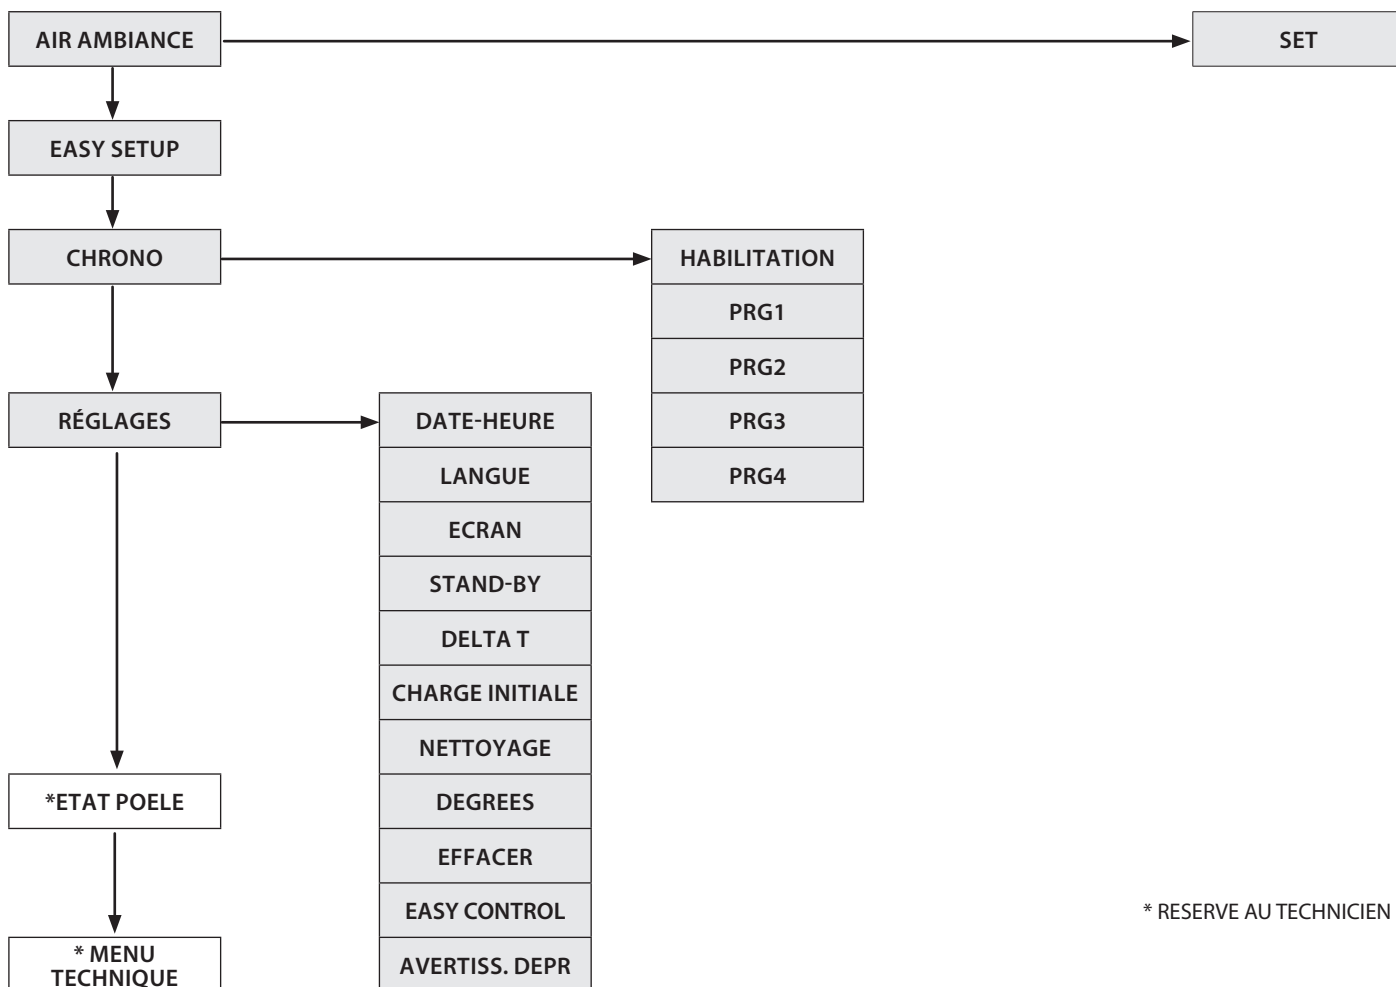 AIR AMBIANCE
SET
EASY SETUP
CHRONO
HABILITATION
PRG1
PRG2
PRG3
PRG4
RÉGLAGES
DATE-HEURE
LANGUE
ECRAN
STAND-BY
DELTA T
CHARGE INITIALE
NETTOYAGE
DEGREES
EFFACER
EASY CONTROL
AVERTISS. DEPR
*ETAT POELE
* MENU
TECHNIQUE
* RESERVE AU TECHNICIEN